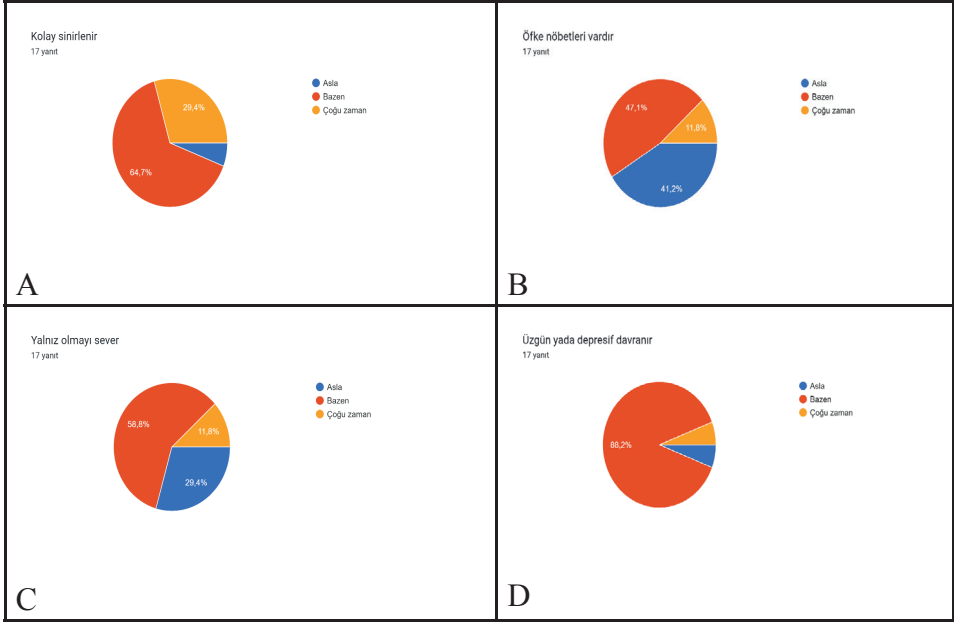 Kolay sinirlenir
17 yanıt
Asla
Bazen
Çoğu zaman
29,4%
64,7%
A
Öfke nöbetleri vardır
17 yanıt
Asla
Bazen
Çoğu zaman
47,1%
11,8%
41,2%
B
Yalnız olmayı sever
17 yanıt
Asla
Bazen
Çoğu zaman
58,8%
11,8%
29,4%
C
Üzgün yada depresif davranır
17 yanıt
Asla
Bazen
Çoğu zaman
88,2%
D